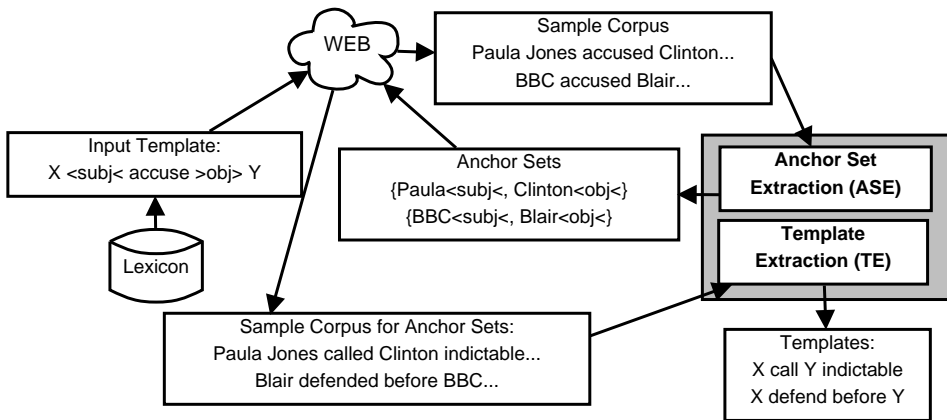 WEB
Sample Corpus
Paula Jones accused Clinton...
BBC accused Blair...
Input Template:
X <subj< accuse >obj> Y
Lexicon
Anchor Sets
{Paula<subj<, Clinton<obj<}
{BBC<subj<, Blair<obj<}
Anchor Set
Extraction (ASE)
Template
Extraction (TE)
Sample Corpus for Anchor Sets:
Paula Jones called Clinton indictable...
Blair defended before BBC...
Templates:
X call Y indictable
X defend before Y